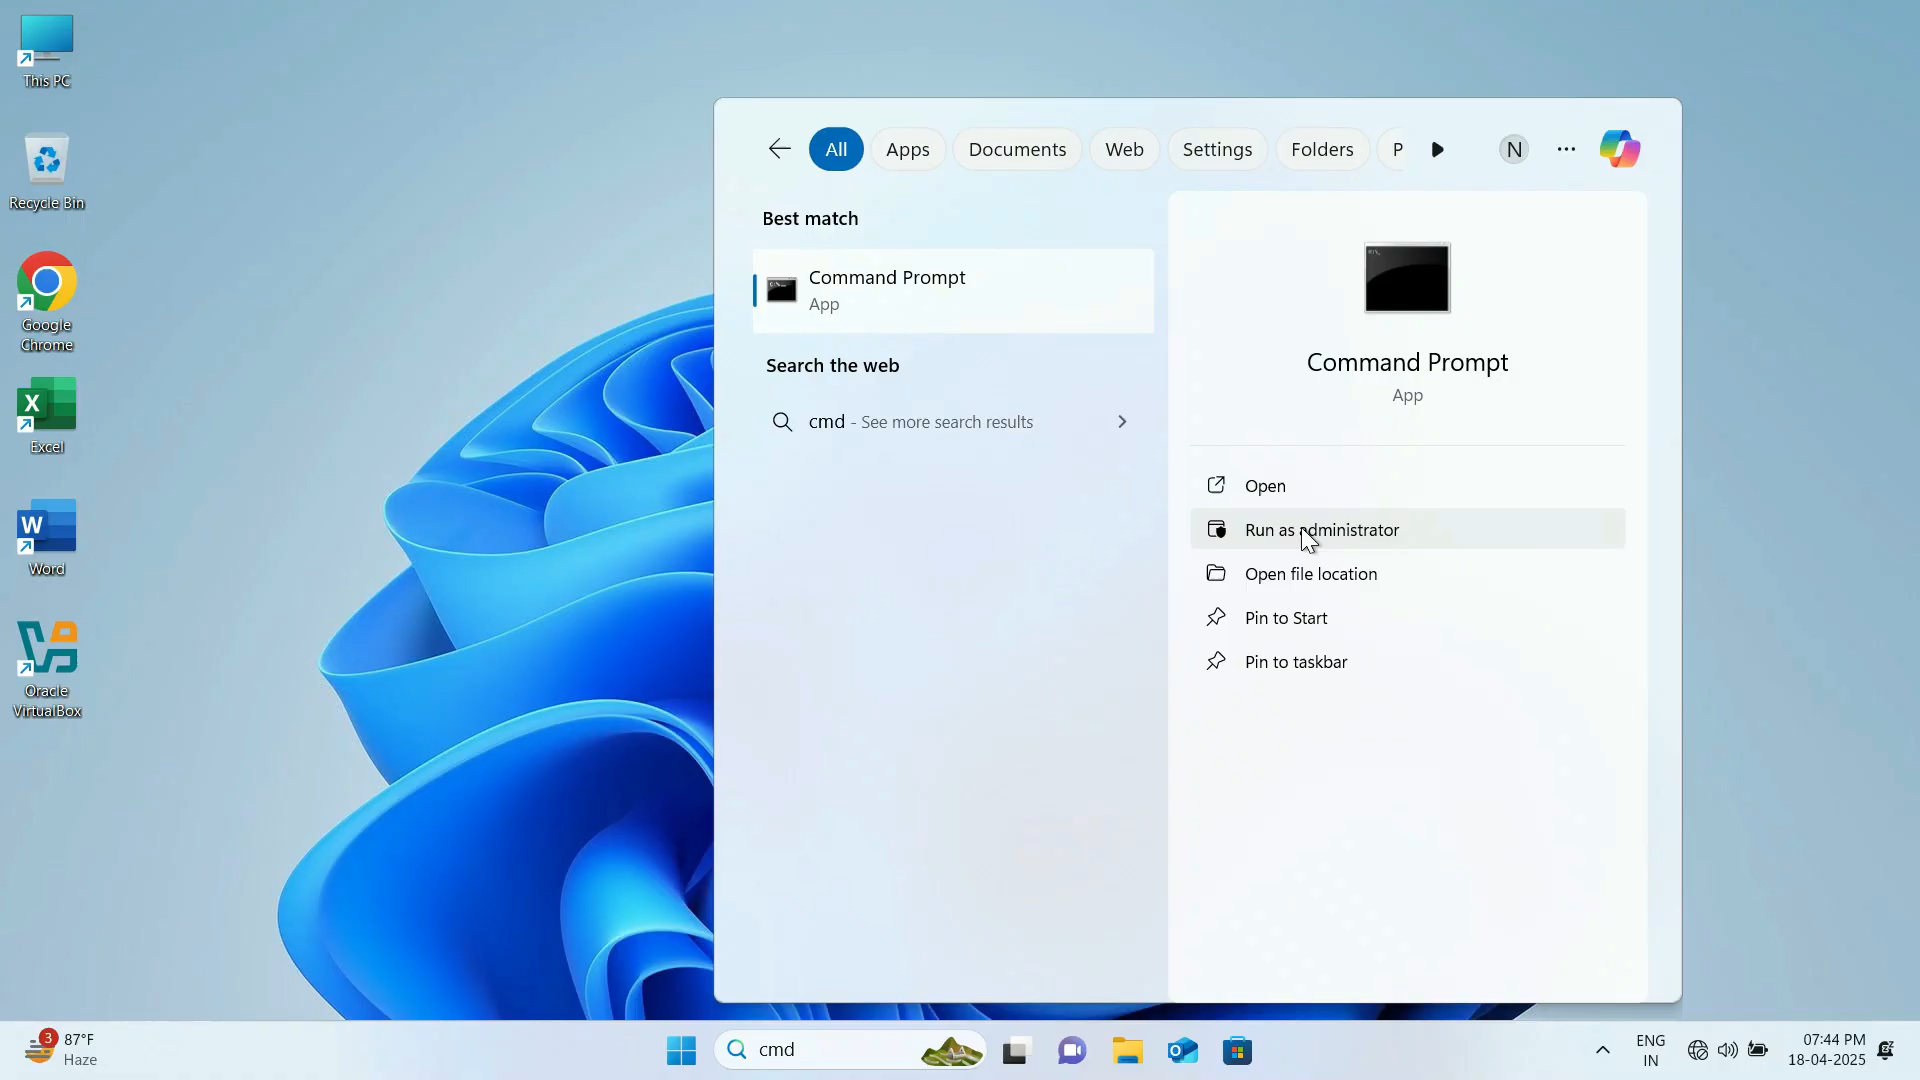 This PC
Recycle Bin
Google
Chrome
Excel
Word
Oracle
VirtualBox
All
Apps
Documents
Web
Settings
Folders
P
N
Best match
Command Prompt
App
Search the web
cmd - See more search results
Command Prompt
App
Open
Run as administrator
Open file location
Pin to Start
Pin to taskbar
3
87°F
Haze
cmd
ENG
IN
07:44 PM
18-04-2025